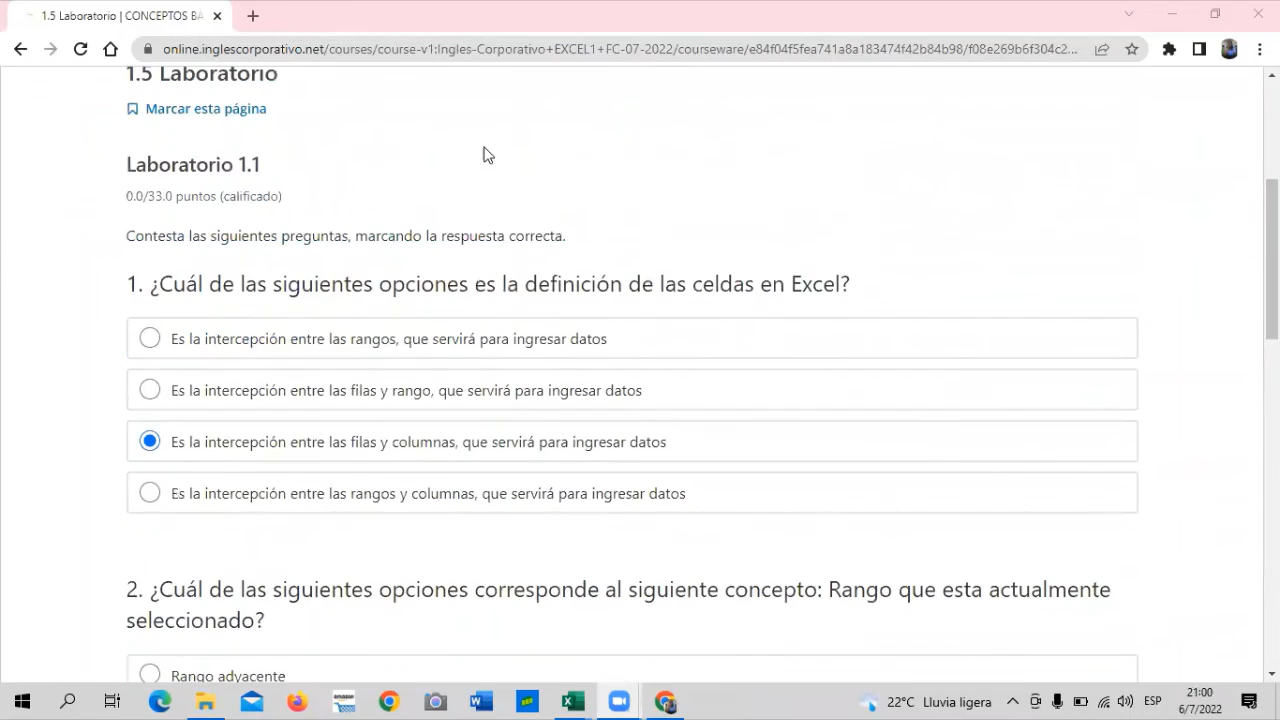 1.5 Laboratorio | CONCEPTOS BÁ
online.inglescorporativo.net/courses/course-v1:Ingles-Corporativo+EXCEL1+FC-07-2022/courseware/e84f04f5fea741a8a183474f42b84b98/f08e269b6f304c2...
1.5 Laboratorio
Marcar esta página
Laboratorio 1.1
0.0/33.0 puntos (calificado)
Contesta las siguientes preguntas, marcando la respuesta correcta.
1. ¿Cuál de las siguientes opciones es la definición de las celdas en Excel?
Es la intercepción entre las rangos, que servirá para ingresar datos
Es la intercepción entre las filas y rango, que servirá para ingresar datos
Es la intercepción entre las filas y columnas, que servirá para ingresar datos
Es la intercepción entre las rangos y columnas, que servirá para ingresar datos
2. ¿Cuál de las siguientes opciones corresponde al siguiente concepto: Rango que esta actualmente
seleccionado?
Rango adyacente
amazon
22°C Lluvia ligera
ESP
21:00
6/7/2022